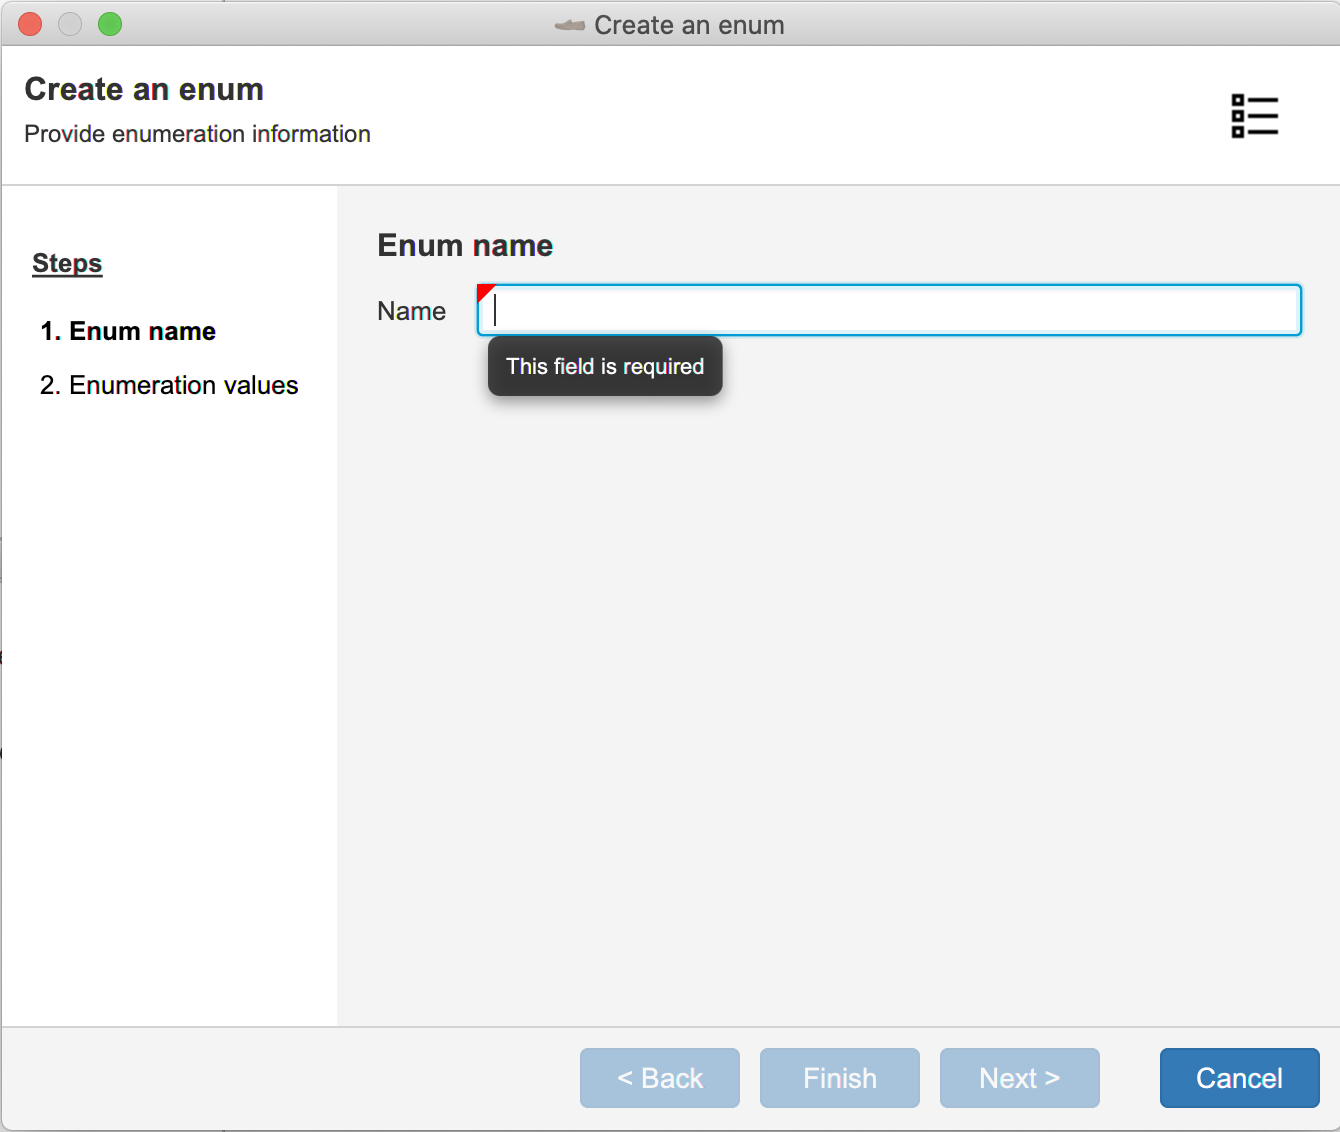 Create an enum
Create an enum
Provide enumeration information
Steps
1. Enum name
2. Enumeration values
Enum name
Name
This field is required
< Back
Finish
Next >
Cancel